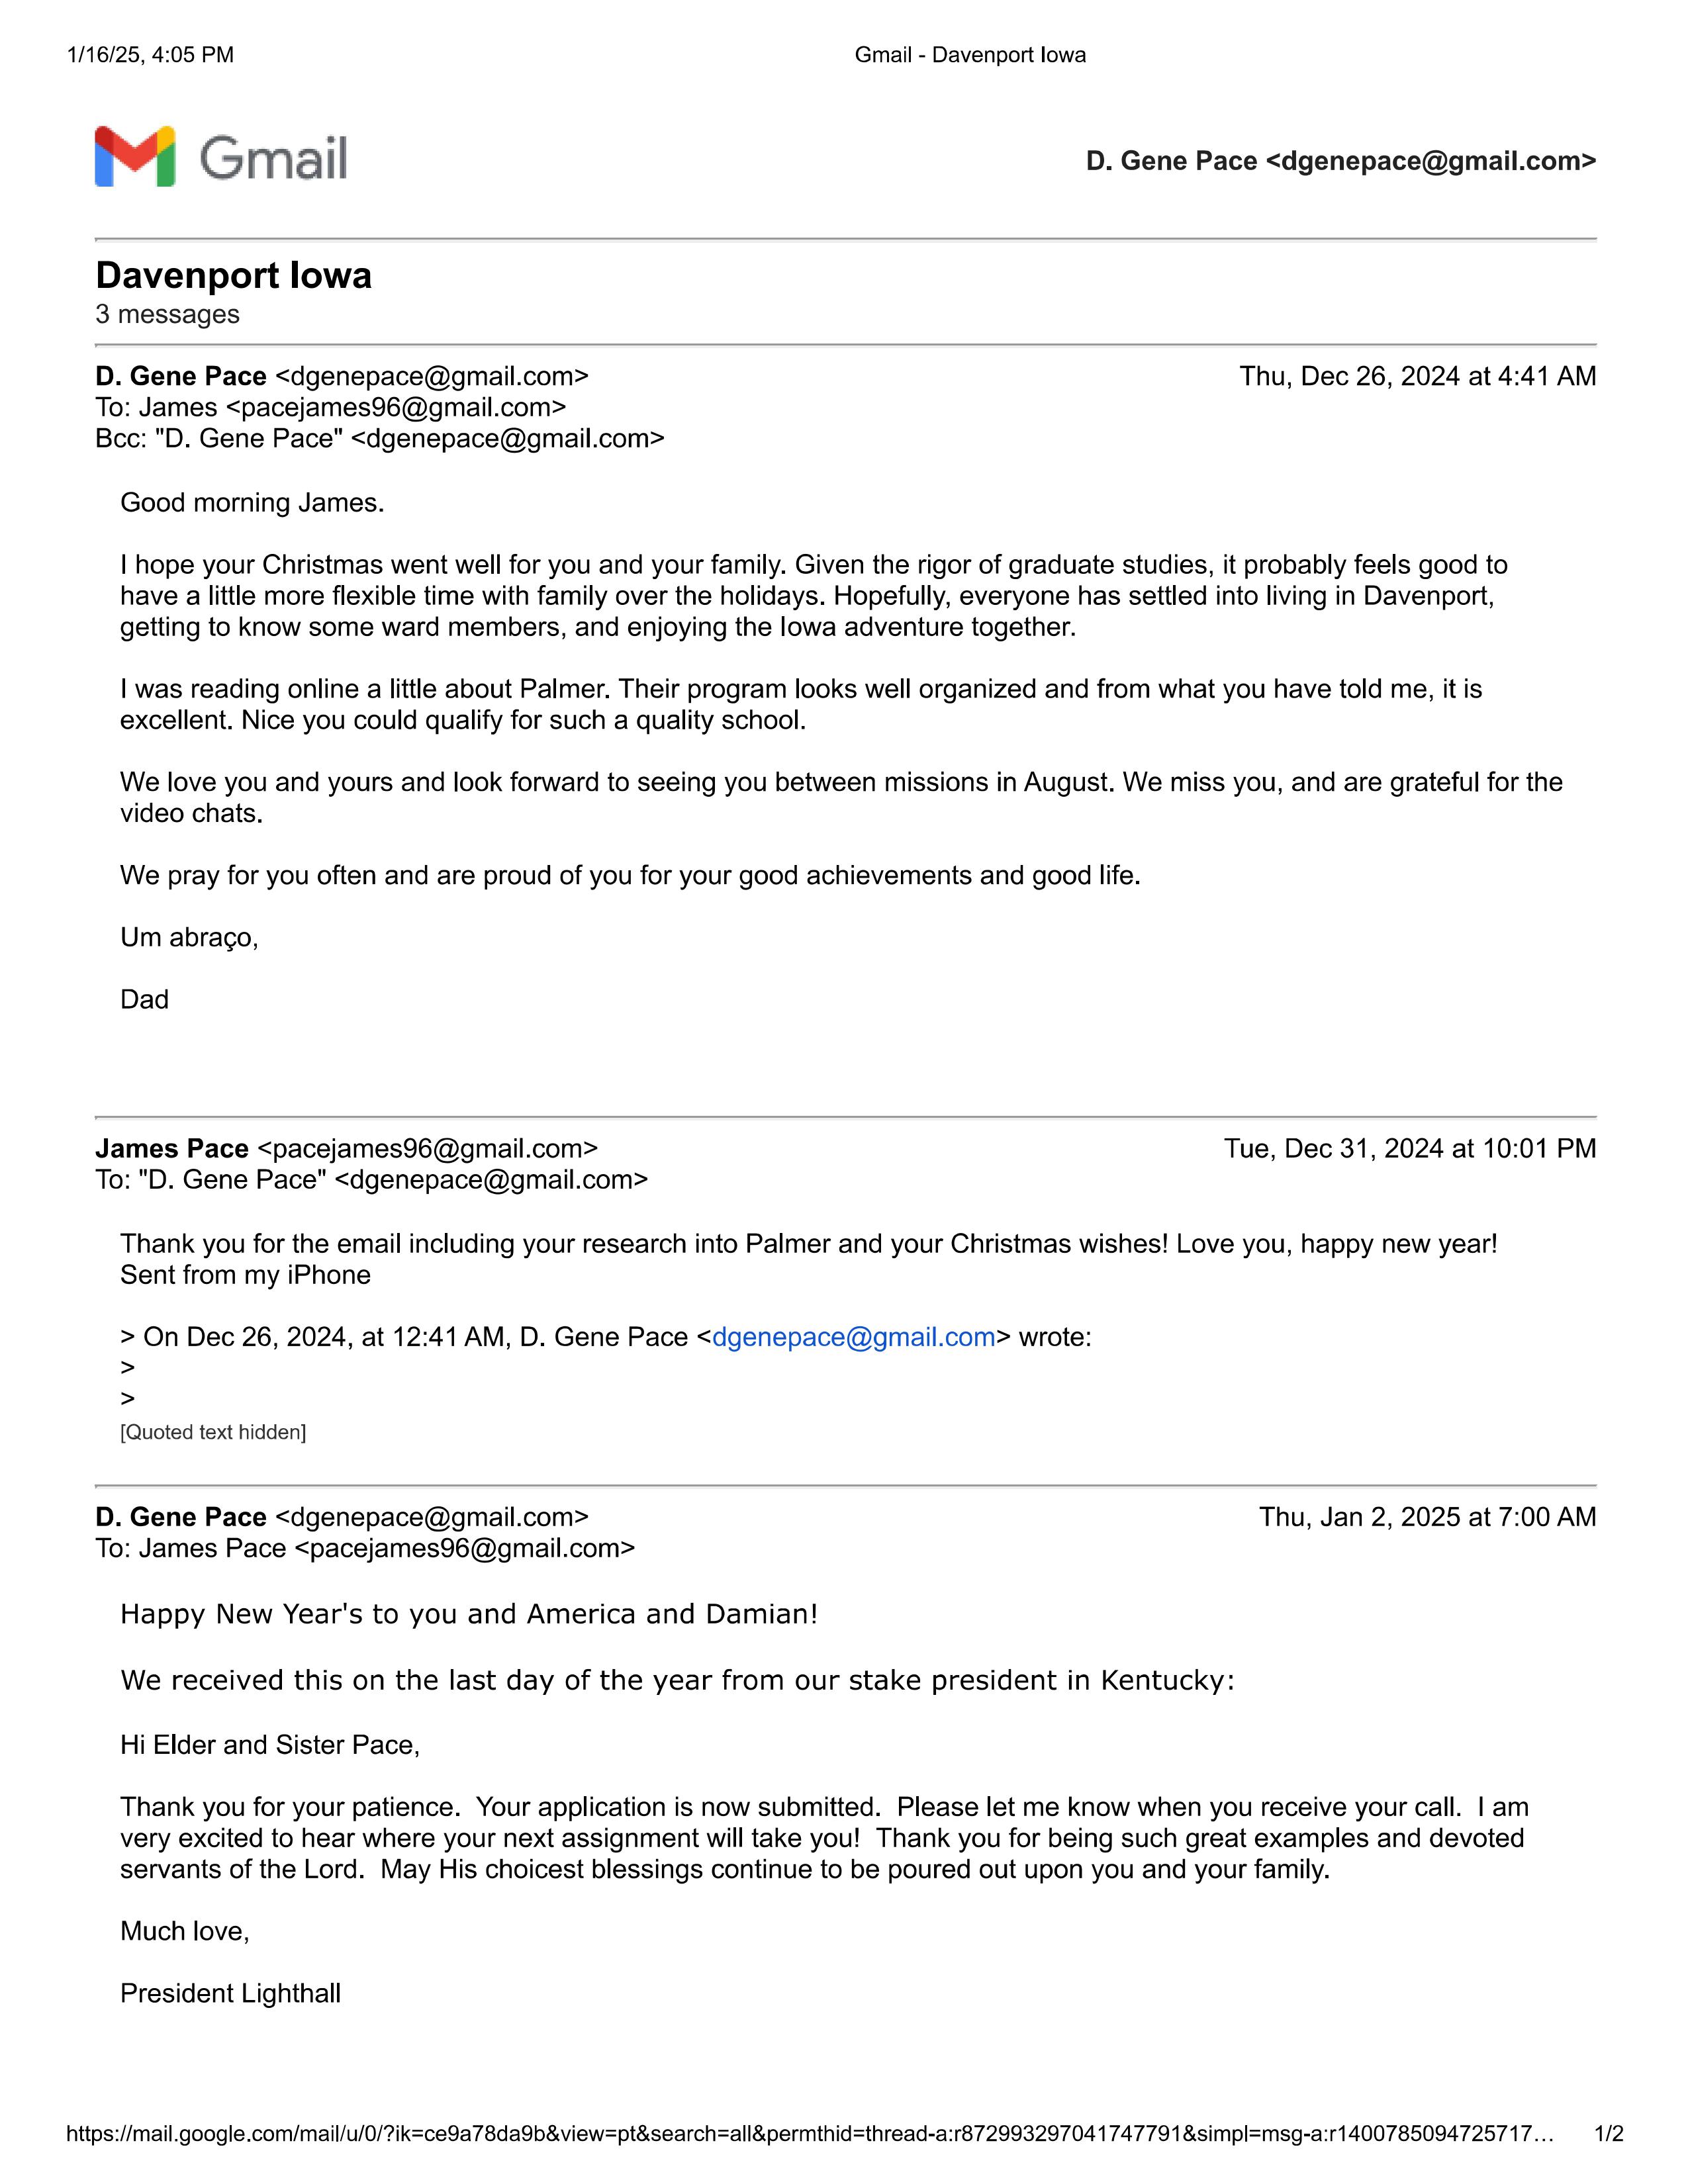 1/16/25, 4:05 PM
Gmail - Davenport Iowa
Gmail
D. Gene Pace <dgenepace@gmail.com>
Davenport Iowa
3 messages
D. Gene Pace <dgenepace@gmail.com>
Thu, Dec 26, 2024 at 4:41 AM
To: James <pacejames96@gmail.com>
Bcc: "D. Gene Pace" <dgenepace@gmail.com>
Good morning James.
I hope your Christmas went well for you and your family. Given the rigor of graduate studies, it probably feels good to
have a little more flexible time with family over the holidays. Hopefully, everyone has settled into living in Davenport,
getting to know some ward members, and enjoying the Iowa adventure together.
I was reading online a little about Palmer. Their program looks well organized and from what you have told me, it is
excellent. Nice you could qualify for such a quality school.
We love you and yours and look forward to seeing you between missions in August. We miss you, and are grateful for the
video chats.
We pray for you often and are proud of you for your good achievements and good life.
Um abraço,
Dad
James Pace <pacejames96@gmail.com>
Tue, Dec 31, 2024 at 10:01 PM
To: "D. Gene Pace" <dgenepace@gmail.com>
Thank you for the email including your research into Palmer and your Christmas wishes! Love you, happy new year!
Sent from my iPhone
> On Dec 26, 2024, at 12:41 AM, D. Gene Pace <dgenepace@gmail.com> wrote:
>
>
[Quoted text hidden]
D. Gene Pace <dgenepace@gmail.com>
Thu, Jan 2, 2025 at 7:00 AM
To: James Pace <pacejames96@gmail.com>
Happy New Year's to you and America and Damian!
We received this on the last day of the year from our stake president in Kentucky:
Hi Elder and Sister Pace,
Thank you for your patience.  Your application is now submitted.  Please let me know when you receive your call.  I am
very excited to hear where your next assignment will take you!  Thank you for being such great examples and devoted
servants of the Lord.  May His choicest blessings continue to be poured out upon you and your family.
Much love,
President Lighthall
https://mail.google.com/mail/u/0/?ik=ce9a78da9b&view=pt&search=all&permthid=thread-a:r872993297041747791&simpl=msg-a:r1400785094725717…
1/2